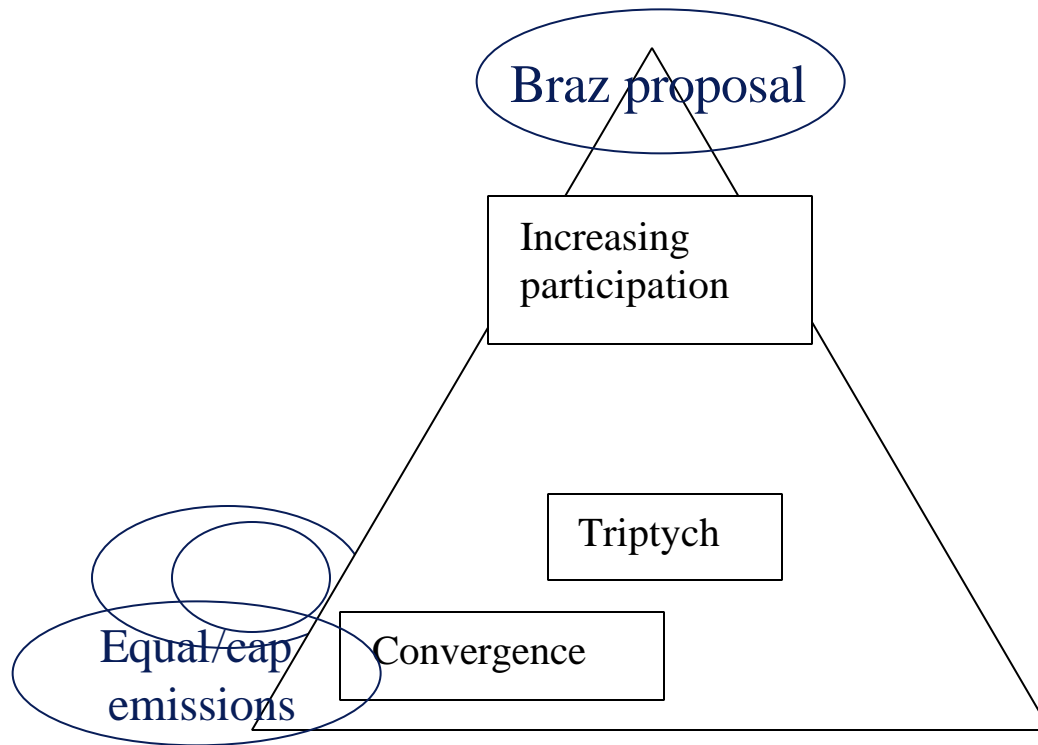 Braz proposal
Increasing
participation
Triptych
Equal/cap
emissions
Convergence